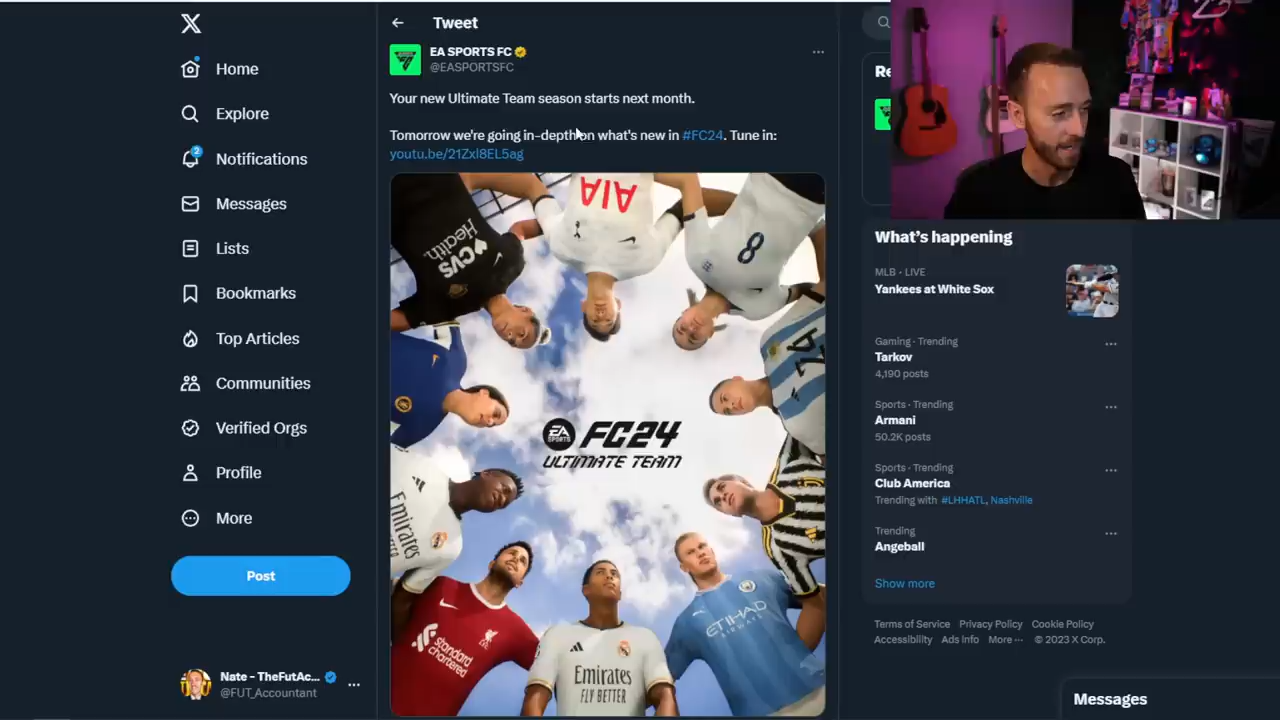 Home
Explore
2
Notifications
Messages
Lists
Bookmarks
Top Articles
Communities
Verified Orgs
Profile
More
Post
Nate - TheFutAc...
@FUT_Accountant
Tweet
EA SPORTS FC
@EASPORTSFC
Your new Ultimate Team season starts next month.
Tomorrow we're going in-depth on what's new in #FC24. Tune in:
youtu.be/21Zxl8EL5ag
AIA
8
CVS
Health.
24
EA SPORTS FC24
ULTIMATE TEAM
Emirates
standard
chartered
ETIHAD
AIRWAYS
Emirates
FLY BETTER
Re
What's happening
MLB · LIVE
Yankees at White Sox
Gaming · Trending
Tarkov
4,190 posts
Sports · Trending
Armani
50.2K posts
Sports · Trending
Club America
Trending with #LHHATL, Nashville
Trending
Angeball
Show more
Terms of Service Privacy Policy Cookie Policy
Accessibility Ads info More ··· © 2023 X Corp.
Messages